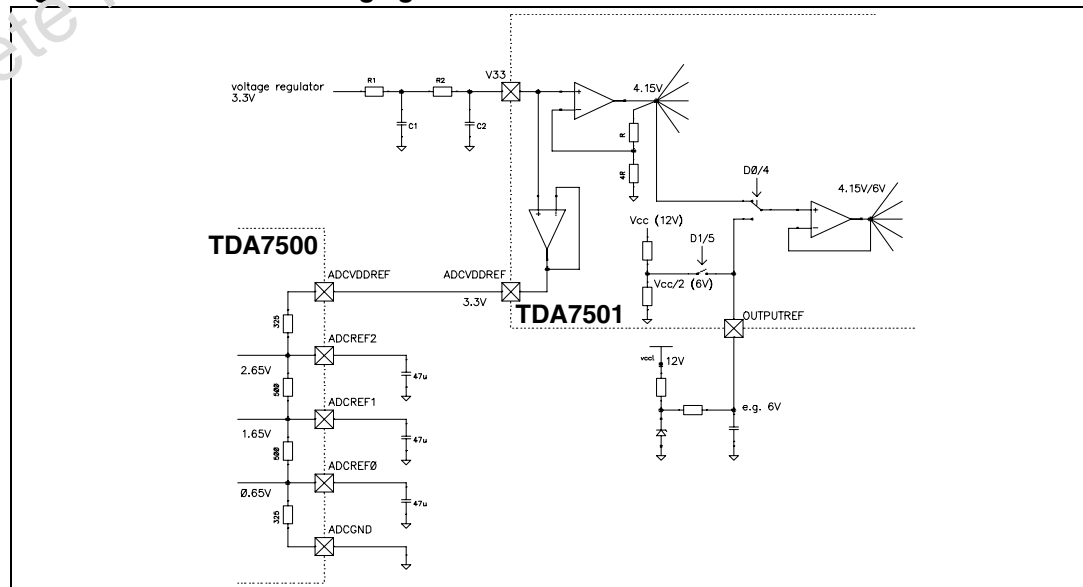 ete
voltage regulator
3.3V
R1
R2
C1
C2
V33
4.15V
R
4R
D0/4
4.15V/6V
Vcc (12V)
D1/5
Vcc/2 (6V)
TDA7500
ADCVDDREF
ADCVDDREF
3.3V
TDA7501
OUTPUTREF
325
ADCREF2
2.65V
47u
500
ADCREF1
1.65V
47u
500
ADCREF0
0.65V
47u
325
ADCGND
vccl
12V
e.g. 6V